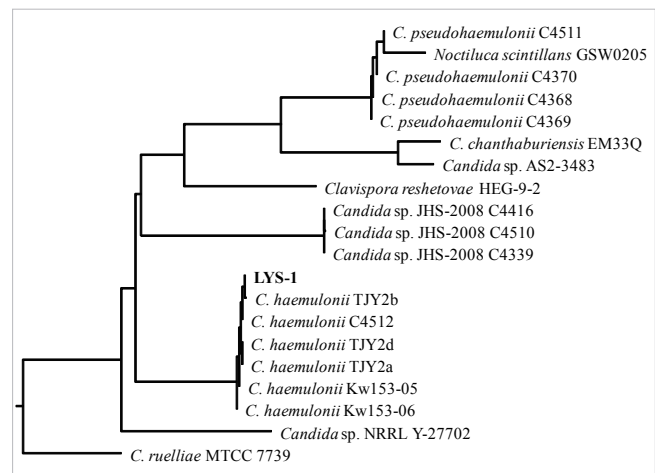 C. pseudohaemulonii C4511
Noctiluca scintillans GSW0205
C. pseudohaemulonii C4370
C. pseudohaemulonii C4368
C. pseudohaemulonii C4369
C. chanthaburiensis EM33Q
Candida sp. AS2-3483
Clavispora reshetovae HEG-9-2
Candida sp. JHS-2008 C4416
Candida sp. JHS-2008 C4510
Candida sp. JHS-2008 C4339
LYS-1
C. haemulonii TJY2b
C. haemulonii C4512
C. haemulonii TJY2d
C. haemulonii TJY2a
C. haemulonii Kw153-05
C. haemulonii Kw153-06
Candida sp. NRRL Y-27702
C. ruelliae MTCC 7739